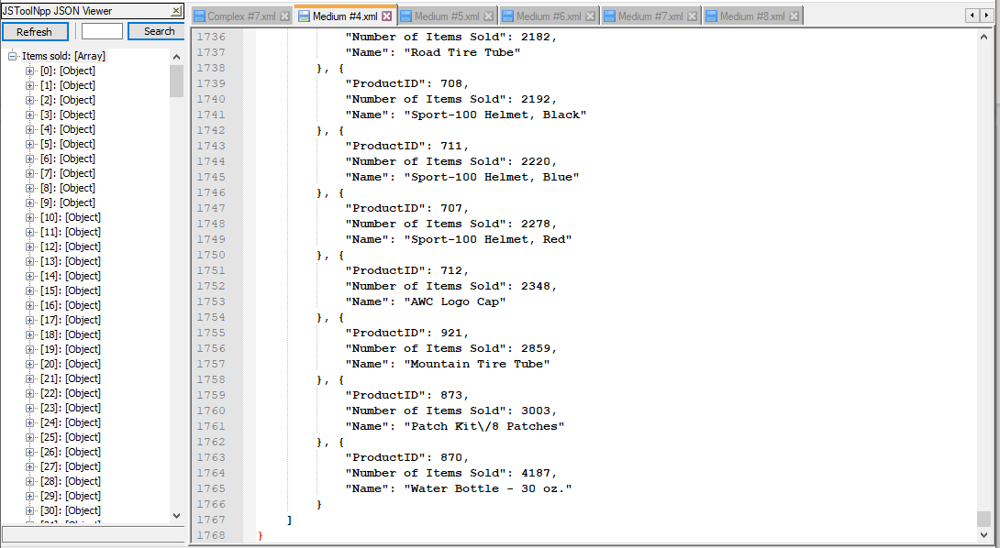 JSToolNpp JSON Viewer
Refresh
Search
Items sold: [Array]
[0]: [Object]
[1]: [Object]
[2]: [Object]
[3]: [Object]
[4]: [Object]
[5]: [Object]
[6]: [Object]
[7]: [Object]
[8]: [Object]
[9]: [Object]
[10]: [Object]
[11]: [Object]
[12]: [Object]
[13]: [Object]
[14]: [Object]
[15]: [Object]
[16]: [Object]
[17]: [Object]
[18]: [Object]
[19]: [Object]
[20]: [Object]
[21]: [Object]
[22]: [Object]
[23]: [Object]
[24]: [Object]
[25]: [Object]
[26]: [Object]
[27]: [Object]
[28]: [Object]
[29]: [Object]
[30]: [Object]
Complex #7.xml Medium #4.xml Medium #5.xml Medium #6.xml Medium #7.xml Medium #8.xml
1736 "Number of Items Sold": 2182,
1737 "Name": "Road Tire Tube"
1738 }, {
1739 "ProductID": 708,
1740 "Number of Items Sold": 2192,
1741 "Name": "Sport-100 Helmet, Black"
1742 }, {
1743 "ProductID": 711,
1744 "Number of Items Sold": 2220,
1745 "Name": "Sport-100 Helmet, Blue"
1746 }, {
1747 "ProductID": 707,
1748 "Number of Items Sold": 2278,
1749 "Name": "Sport-100 Helmet, Red"
1750 }, {
1751 "ProductID": 712,
1752 "Number of Items Sold": 2348,
1753 "Name": "AWC Logo Cap"
1754 }, {
1755 "ProductID": 921,
1756 "Number of Items Sold": 2859,
1757 "Name": "Mountain Tire Tube"
1758 }, {
1759 "ProductID": 873,
1760 "Number of Items Sold": 3003,
1761 "Name": "Patch Kit\/8 Patches"
1762 }, {
1763 "ProductID": 870,
1764 "Number of Items Sold": 4187,
1765 "Name": "Water Bottle - 30 oz."
1766 }
1767 ]
1768 }